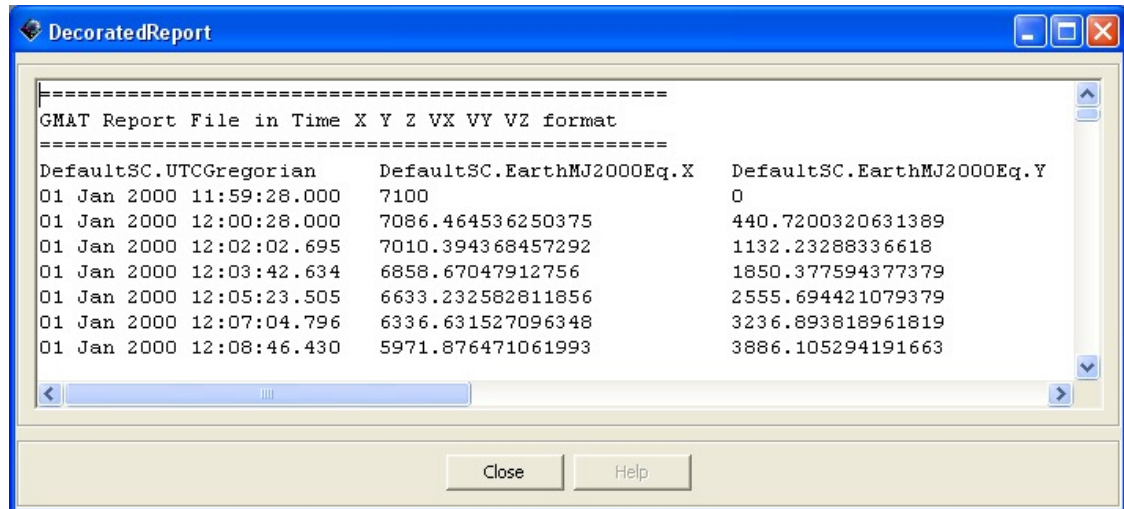 DecoratedReport
==================================================
GMAT Report File in Time X Y Z VX VY VZ format
==================================================
DefaultSC.UTCGregorian DefaultSC.EarthMJ2000Eq.X DefaultSC.EarthMJ2000Eq.Y
01 Jan 2000 11:59:28.000 7100 0
01 Jan 2000 12:00:28.000 7086.464536250375 440.7200320631389
01 Jan 2000 12:02:02.695 7010.394368457292 1132.23288336618
01 Jan 2000 12:03:42.634 6858.67047912756 1850.377594377379
01 Jan 2000 12:05:23.505 6633.232582811856 2555.694421079379
01 Jan 2000 12:07:04.796 6336.631527096348 3236.893818961819
01 Jan 2000 12:08:46.430 5971.876471061993 3886.105294191663
Close Help